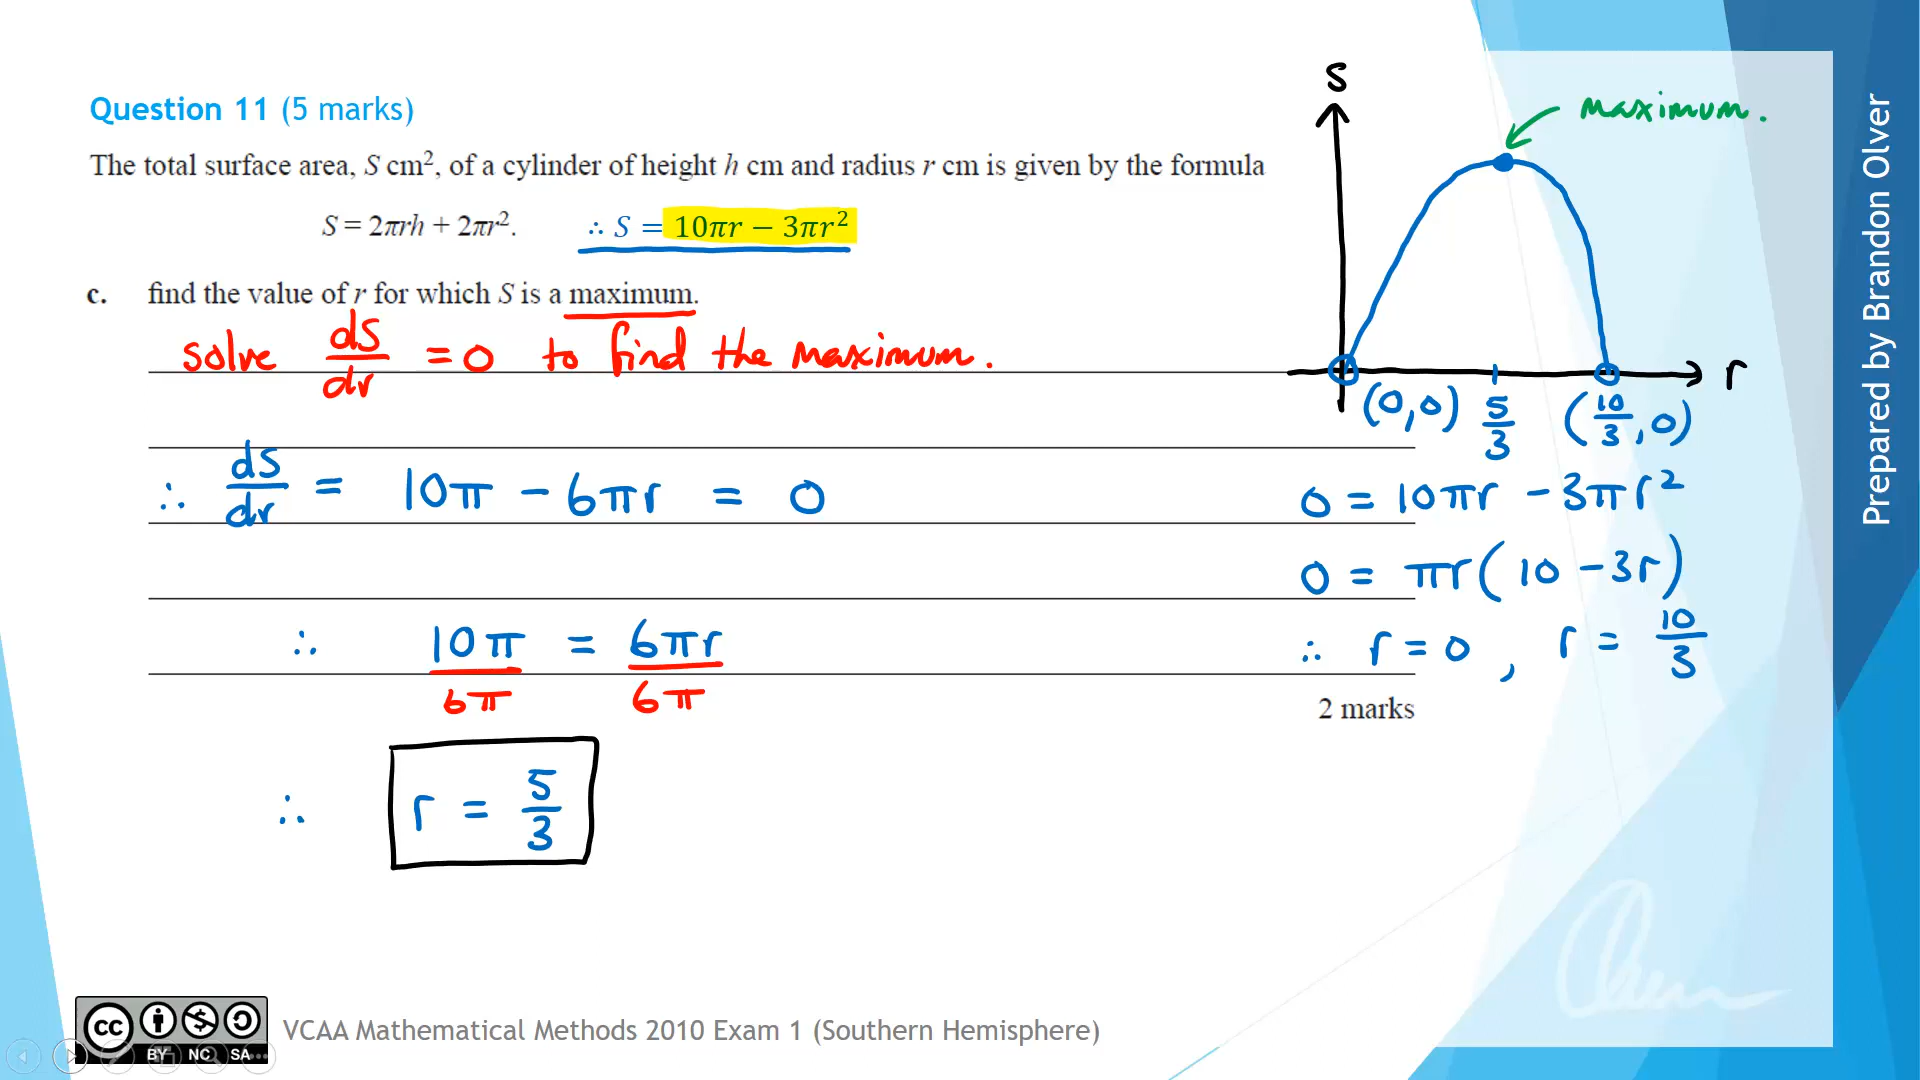 Question 11 (5 marks)
The total surface area, S cm², of a cylinder of height h cm and radius r cm is given by the formula
S = 2πrh + 2πr². ∴ S = 10πr − 3πr²
c. find the value of r for which S is a maximum.
solve dS/dr = 0 to find the maximum.
∴ dS/dr = 10π − 6πr = 0
∴ 10π/6π = 6πr/6π
∴ r = 5/3
S
maximum.
r
(0,0) 5/3 (10/3, 0)
0 = 10πr − 3πr²
0 = πr(10 − 3r)
∴ r = 0, r = 10/3
2 marks
Prepared by Brandon Olver
cc BY NC SA
VCAA Mathematical Methods 2010 Exam 1 (Southern Hemisphere)